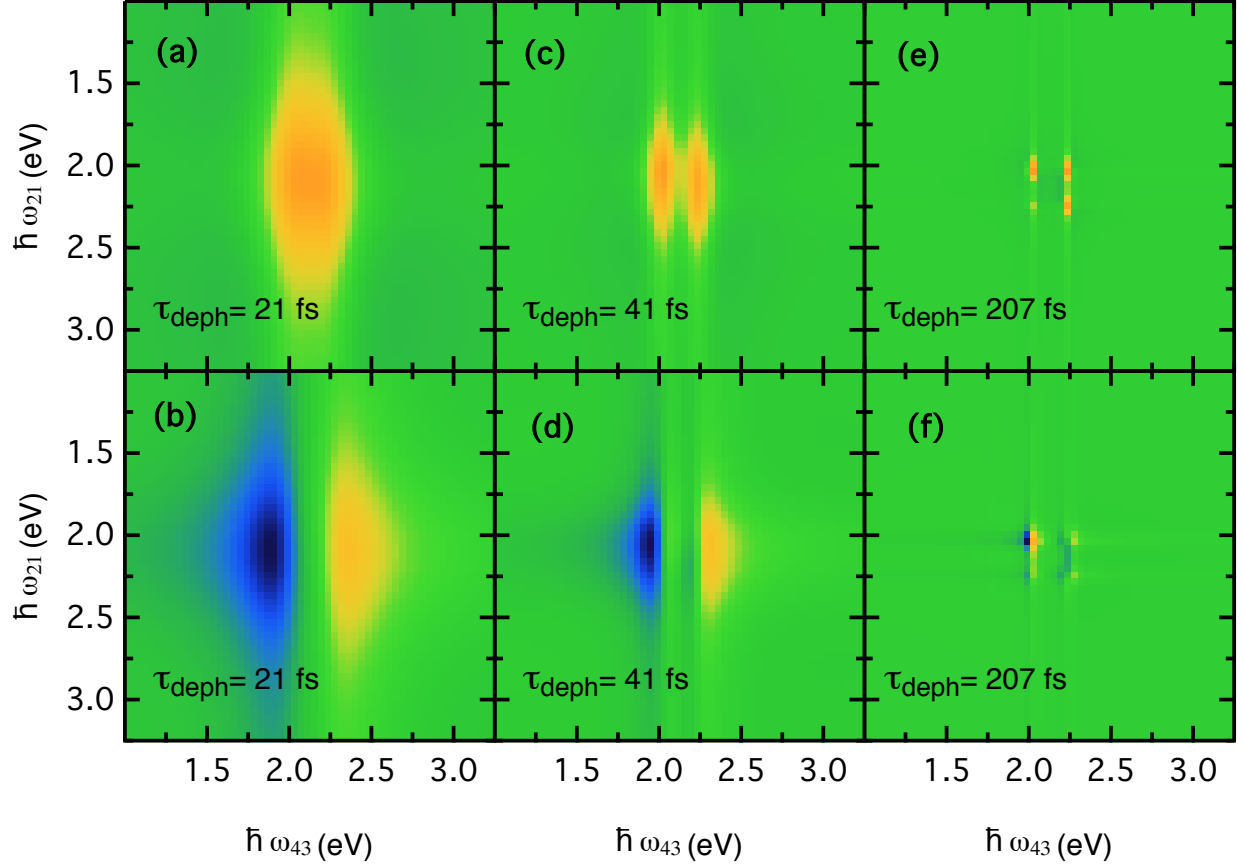 (a) (c) (e)
1.5
2.0
2.5
3.0
ħ ω21 (eV)
τdeph= 21 fs τdeph= 41 fs τdeph= 207 fs
(b) (d) (f)
1.5
2.0
2.5
3.0
ħ ω21 (eV)
τdeph= 21 fs τdeph= 41 fs τdeph= 207 fs
1.5 2.0 2.5 3.0 1.5 2.0 2.5 3.0 1.5 2.0 2.5 3.0
ħ ω43 (eV) ħ ω43 (eV) ħ ω43 (eV)